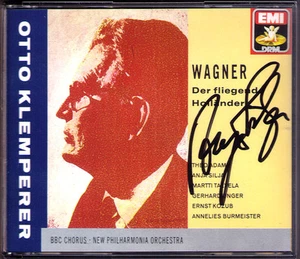 OTTO KLEMPERER
EMI
DRM
WAGNER
Der fliegende
Holländer
THEO ADAM
ANJA SILJA
MARTTI TALVELA
GERHARD UNGER
ERNST KOZUB
ANNELIES BURMEISTER
BBC CHORUS · NEW PHILHARMONIA ORCHESTRA